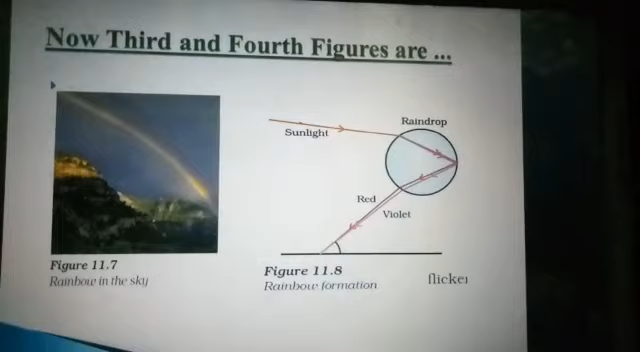 Now Third and Fourth Figures are ...
Sunlight
Raindrop
Red
Violet
Figure 11.7
Rainbow in the sky
Figure 11.8
Rainbow formation
flicker